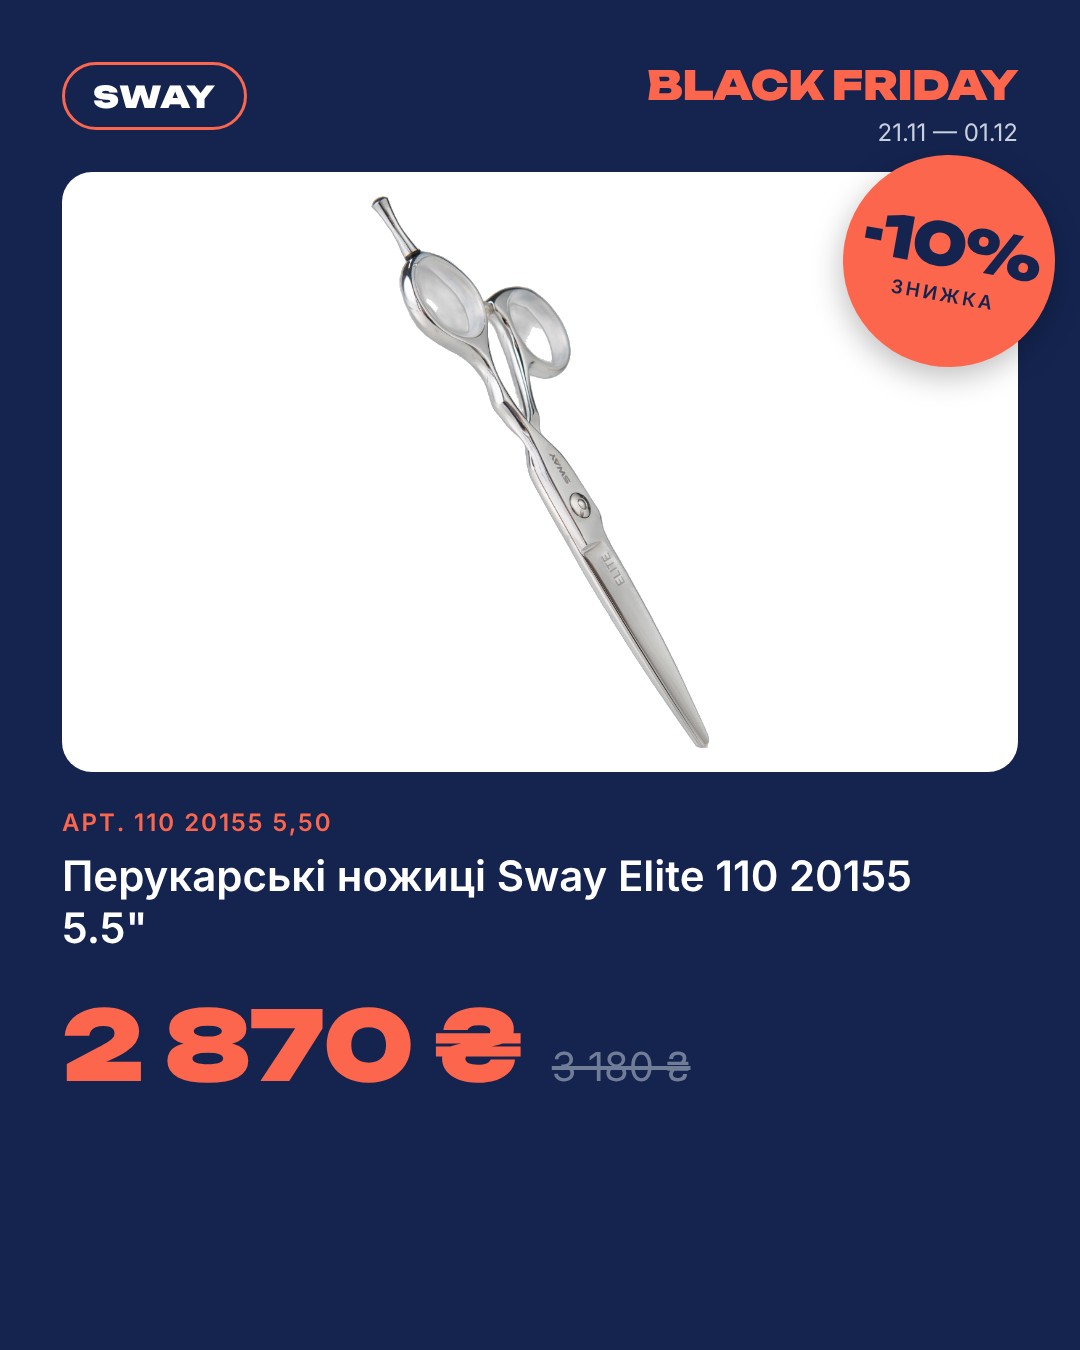 SWAY
BLACK FRIDAY
21.11 — 01.12
-10%
ЗНИЖКА
SWAY
ELITE
АРТ. 110 20155 5,50
Перукарські ножиці Sway Elite 110 20155
5.5"
2 870 ₴
3 180 ₴